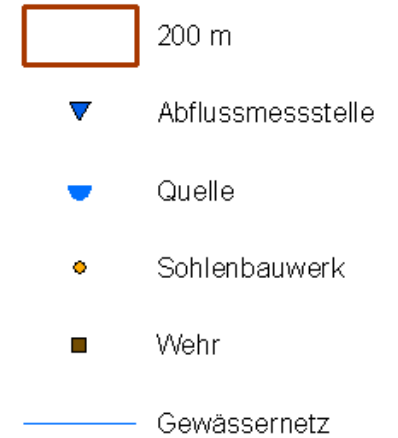 200 m
Abflussmessstelle
Quelle
Sohlenbauwerk
Wehr
Gewässernetz